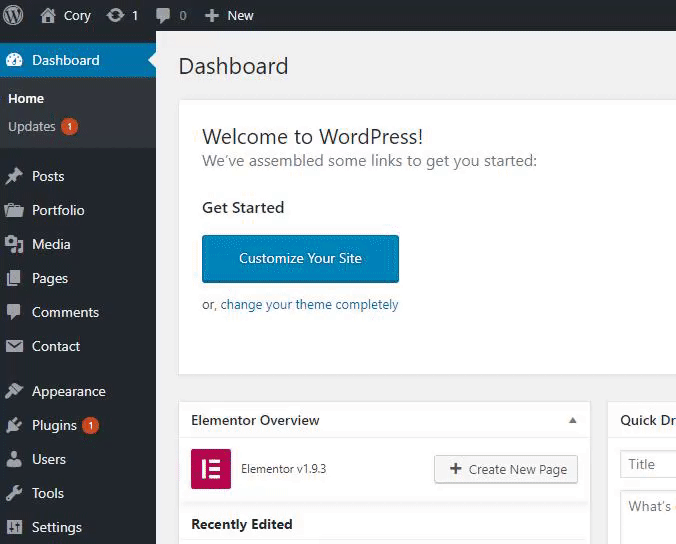 Cory 1 0 New
Dashboard
Home
Updates 1
Posts
Portfolio
Media
Pages
Comments
Contact
Appearance
Plugins 1
Users
Tools
Settings
Dashboard
Welcome to WordPress!
We've assembled some links to get you started:
Get Started
Customize Your Site
or, change your theme completely
Elementor Overview
Elementor v1.9.3
Create New Page
Recently Edited
Quick Dr
Title
What's